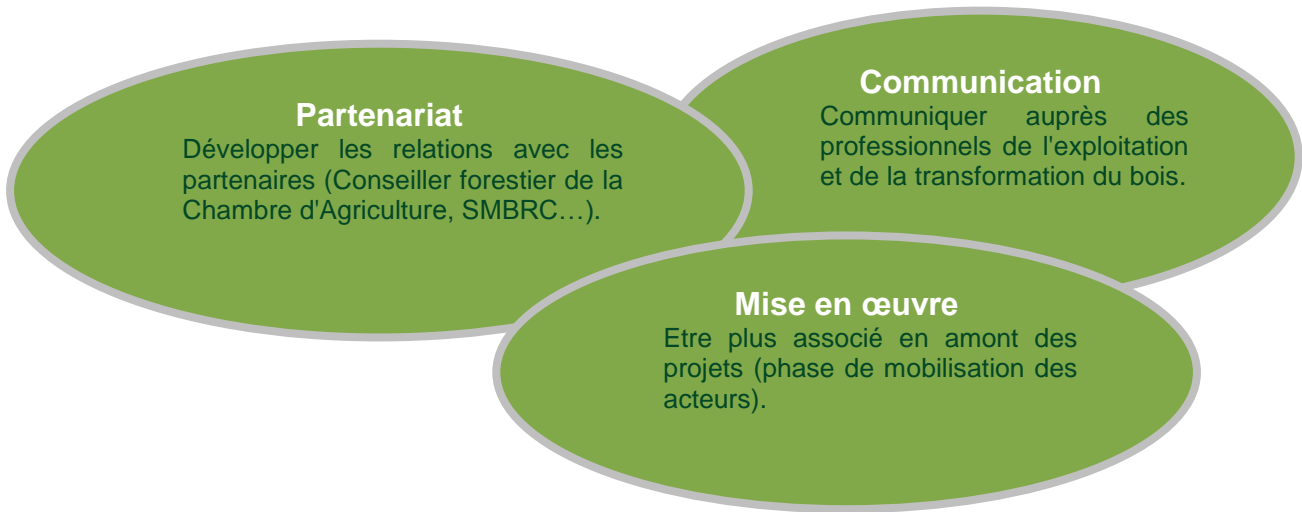 Partenariat
Développer les relations avec les
partenaires (Conseiller forestier de la
Chambre d'Agriculture, SMBRC…).
Communication
Communiquer auprès des
professionnels de l'exploitation
et de la transformation du bois.
Mise en œuvre
Etre plus associé en amont des
projets (phase de mobilisation des
acteurs).